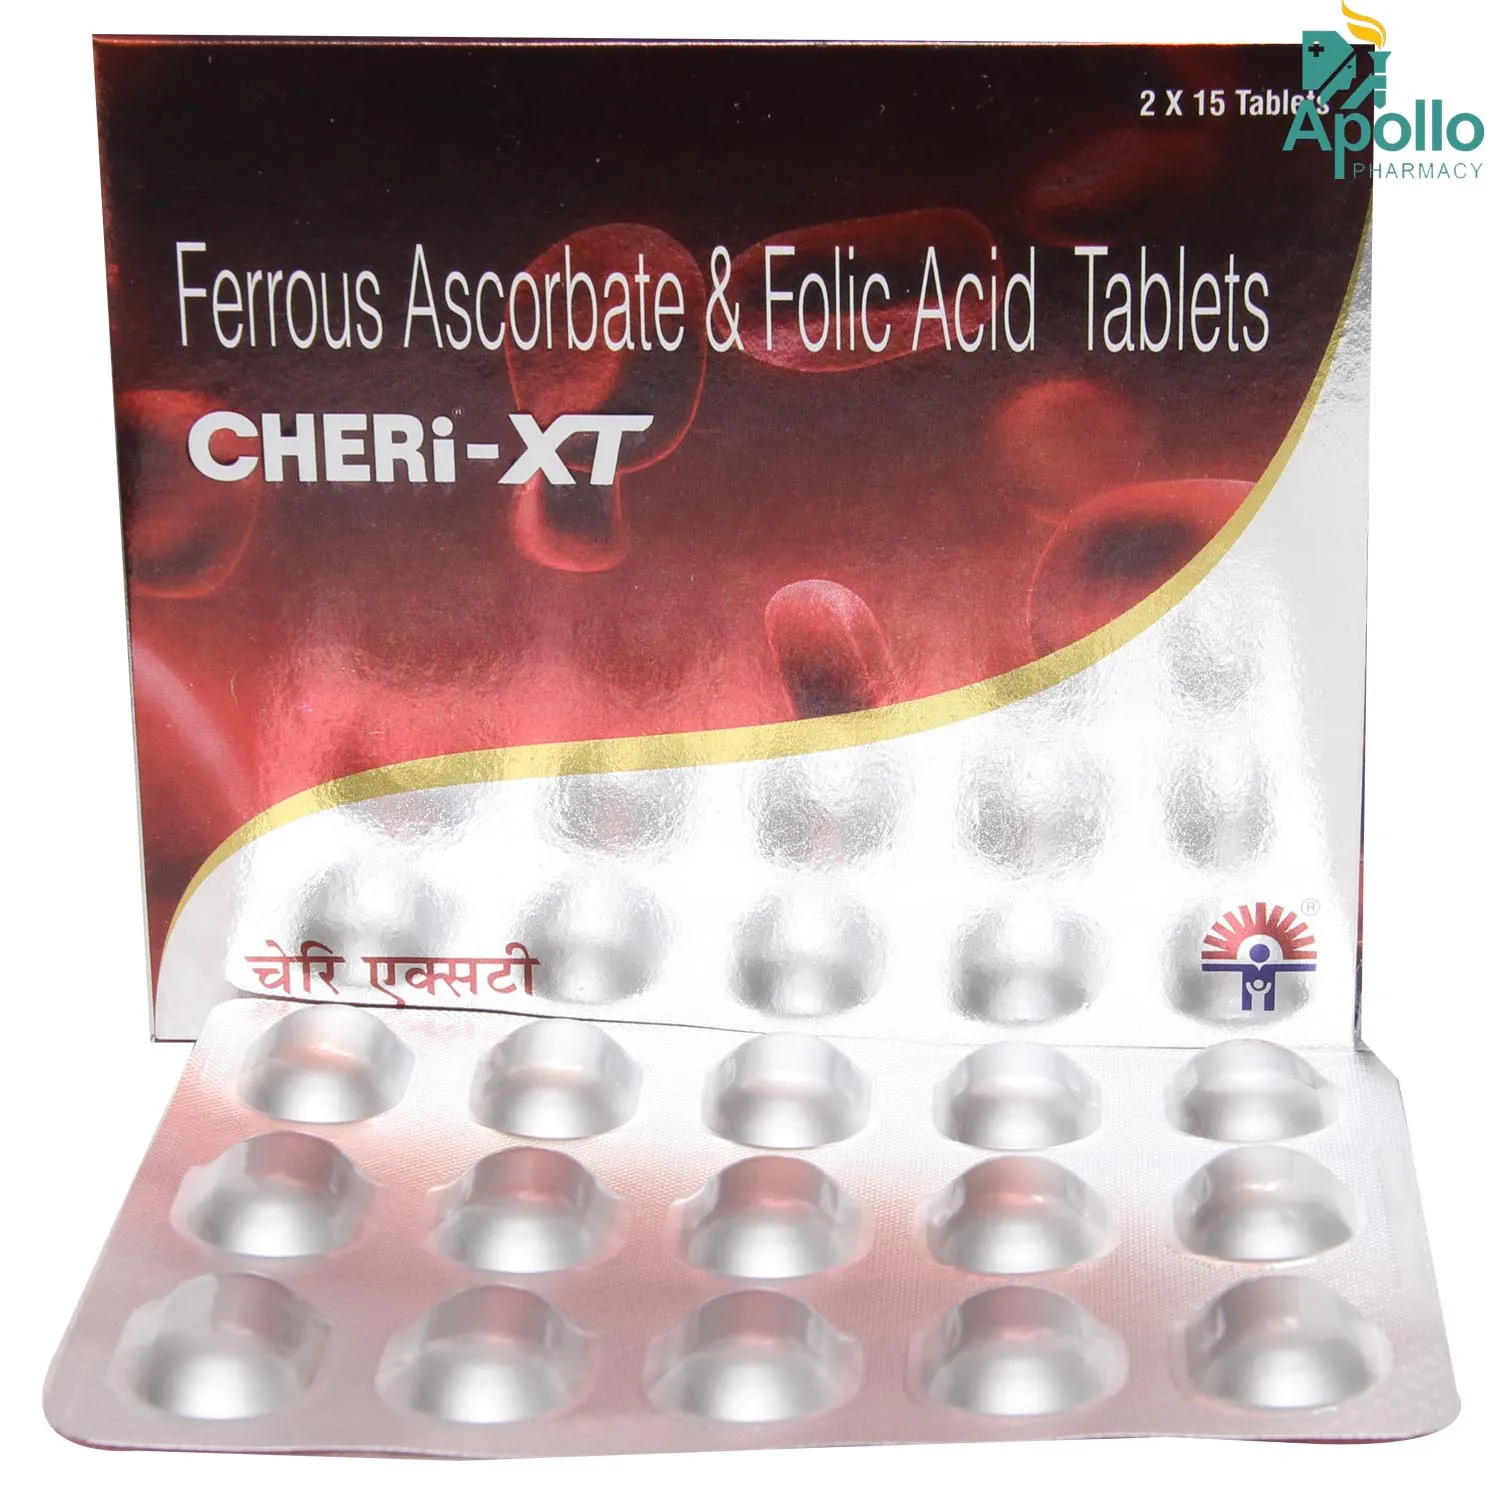 2 X 15 Tablets
Apollo
PHARMACY
Ferrous Ascorbate & Folic Acid Tablets
CHERi®-XT
चेरि एक्सटी
®